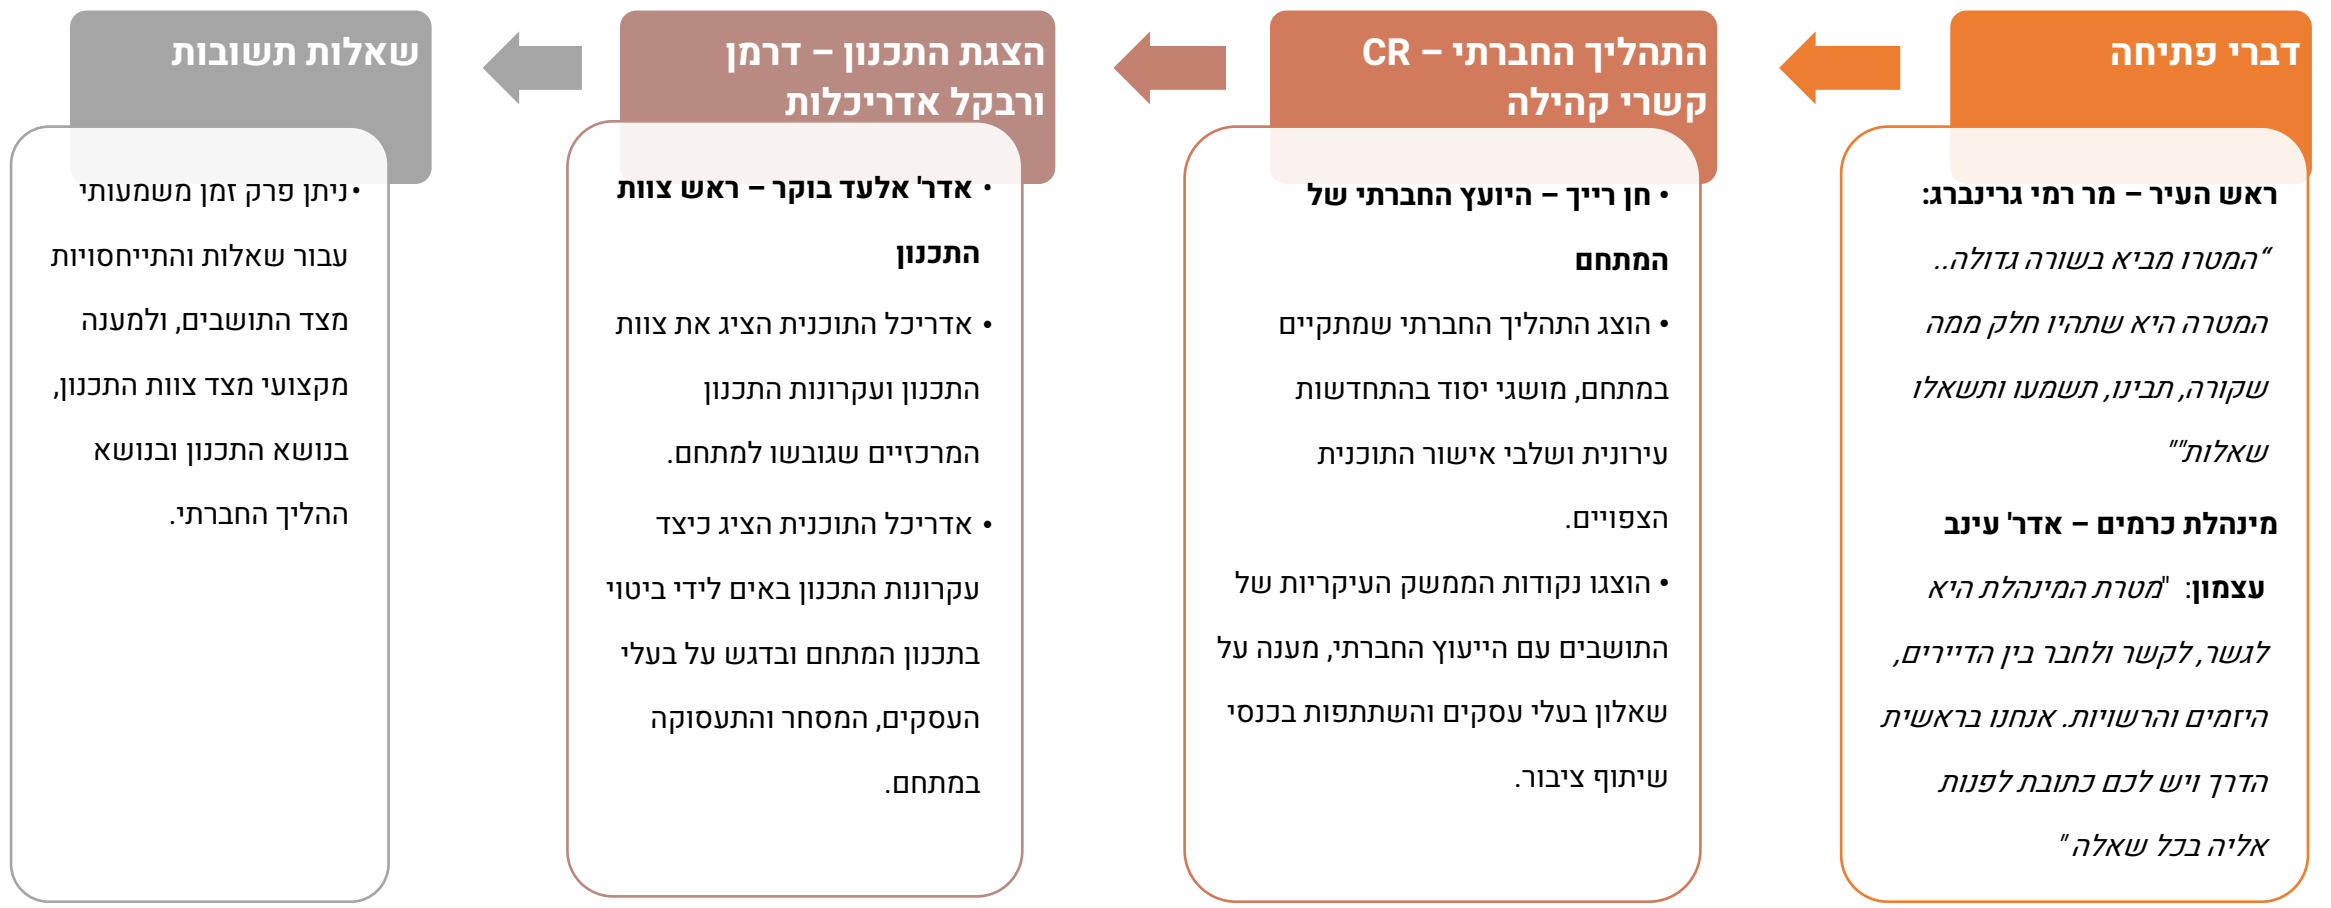 דברי פתיחה
ראש העיר – מר רמי גרינברג:
“המטרו מביא בשורה גדולה..
המטרה היא שתהיו חלק ממה
שקורה, תבינו, תשמעו ותשאלו
שאלות""
מינהלת כרמים – אדר' עינב
עצמון: "מטרת המינהלת היא
לגשר, לקשר ולחבר בין הדיירים,
היזמים והרשויות. אנחנו בראשית
הדרך ויש לכם כתובת לפנות
אליה בכל שאלה "
התהליך החברתי – CR
קשרי קהילה
• חן רייך – היועץ החברתי של
המתחם
• הוצג התהליך החברתי שמתקיים
במתחם, מושגי יסוד בהתחדשות
עירונית ושלבי אישור התוכנית
הצפויים.
• הוצגו נקודות הממשק העיקריות של
התושבים עם הייעוץ החברתי, מענה על
שאלון בעלי עסקים והשתתפות בכנסי
שיתוף ציבור.
הצגת התכנון – דרמן
ורבקל אדריכלות
• אדר' אלעד בוקר – ראש צוות
התכנון
• אדריכל התוכנית הציג את צוות
התכנון ועקרונות התכנון
המרכזיים שגובשו למתחם.
• אדריכל התוכנית הציג כיצד
עקרונות התכנון באים לידי ביטוי
בתכנון המתחם ובדגש על בעלי
העסקים, המסחר והתעסוקה
במתחם.
שאלות תשובות
• ניתן פרק זמן משמעותי
עבור שאלות והתייחסויות
מצד התושבים, ולמענה
מקצועי מצד צוות התכנון,
בנושא התכנון ובנושא
ההליך החברתי.